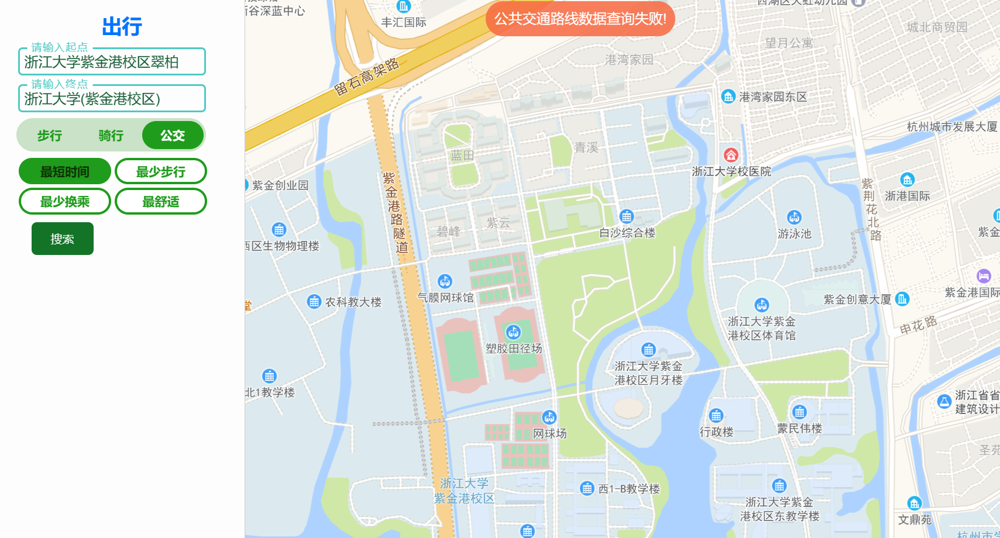 出行
请输入起点
浙江大学紫金港校区翠柏
请输入终点
浙江大学(紫金港校区)
步行
骑行
公交
最短时间
最少步行
最少换乘
最舒适
搜索
公共交通路线数据查询失败!
谷深蓝中心
丰汇国际
城北商贸园
望月公寓
港湾家园
留石高架路
港湾家园东区
杭州城市发展大厦
蓝田
青溪
浙江大学校医院
紫金创业园
紫金港路隧道
紫荆花北路
浙港国际
碧峰
紫云
白沙综合楼
游泳池
紫金
西区生物物理楼
气膜网球馆
农科教大楼
紫金创意大厦
紫金港国际
申花路
浙江大学紫金
港校区体育馆
塑胶田径场
浙江大学紫金
港校区月牙楼
北1教学楼
浙江省省
建筑设计
网球场
行政楼
蒙民伟楼
圣苑
浙江大学
紫金港校区
西1-B教学楼
浙江大学紫金
港校区东教学楼
文鼎苑